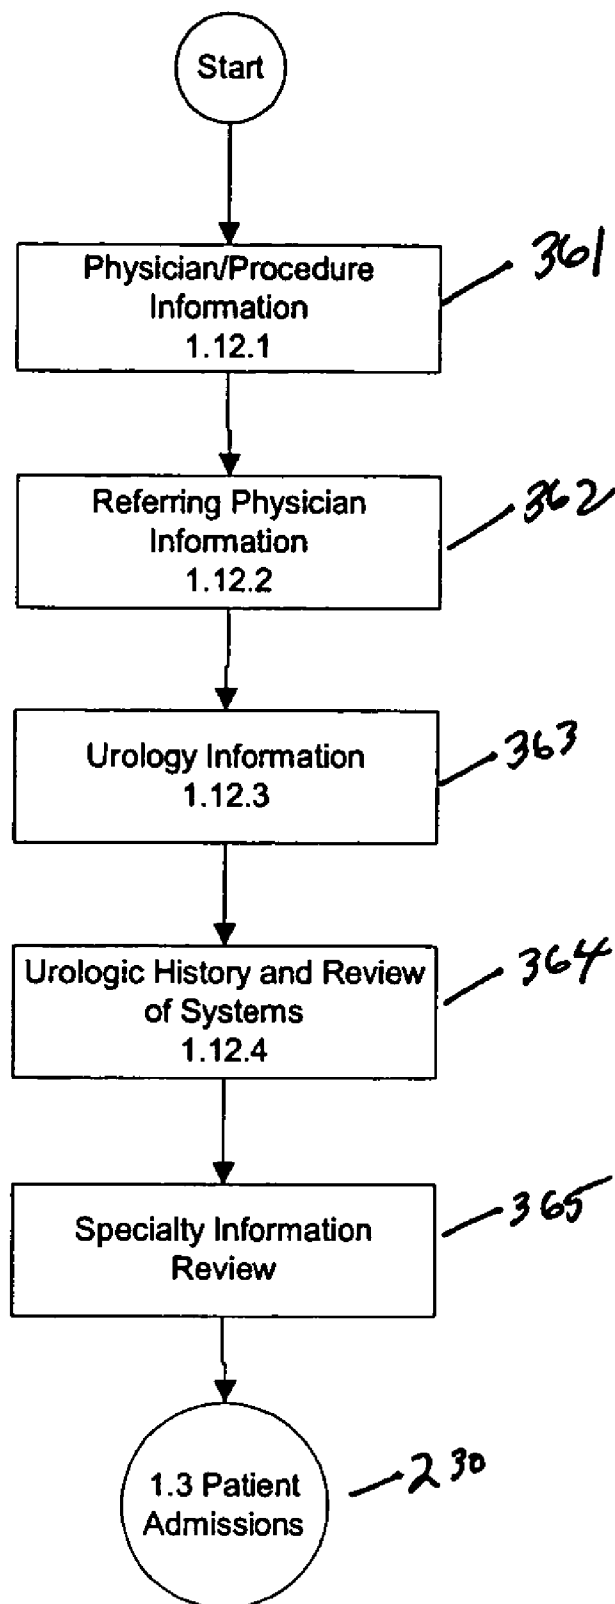 Start
Physician/Procedure
Information
1.12.1
361
Referring Physician
Information
1.12.2
362
Urology Information
1.12.3
363
Urologic History and Review
of Systems
1.12.4
364
Specialty Information
Review
365
1.3 Patient
Admissions
230